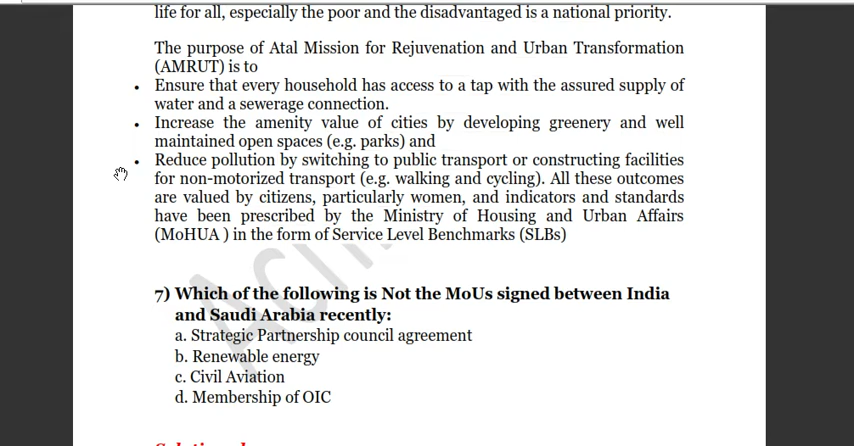 life for all, especially the poor and the disadvantaged is a national priority.
The purpose of Atal Mission for Rejuvenation and Urban Transformation
(AMRUT) is to
• Ensure that every household has access to a tap with the assured supply of
water and a sewerage connection.
• Increase the amenity value of cities by developing greenery and well
maintained open spaces (e.g. parks) and
• Reduce pollution by switching to public transport or constructing facilities
for non-motorized transport (e.g. walking and cycling). All these outcomes
are valued by citizens, particularly women, and indicators and standards
have been prescribed by the Ministry of Housing and Urban Affairs
(MoHUA ) in the form of Service Level Benchmarks (SLBs)
7) Which of the following is Not the MoUs signed between India
and Saudi Arabia recently:
a. Strategic Partnership council agreement
b. Renewable energy
c. Civil Aviation
d. Membership of OIC